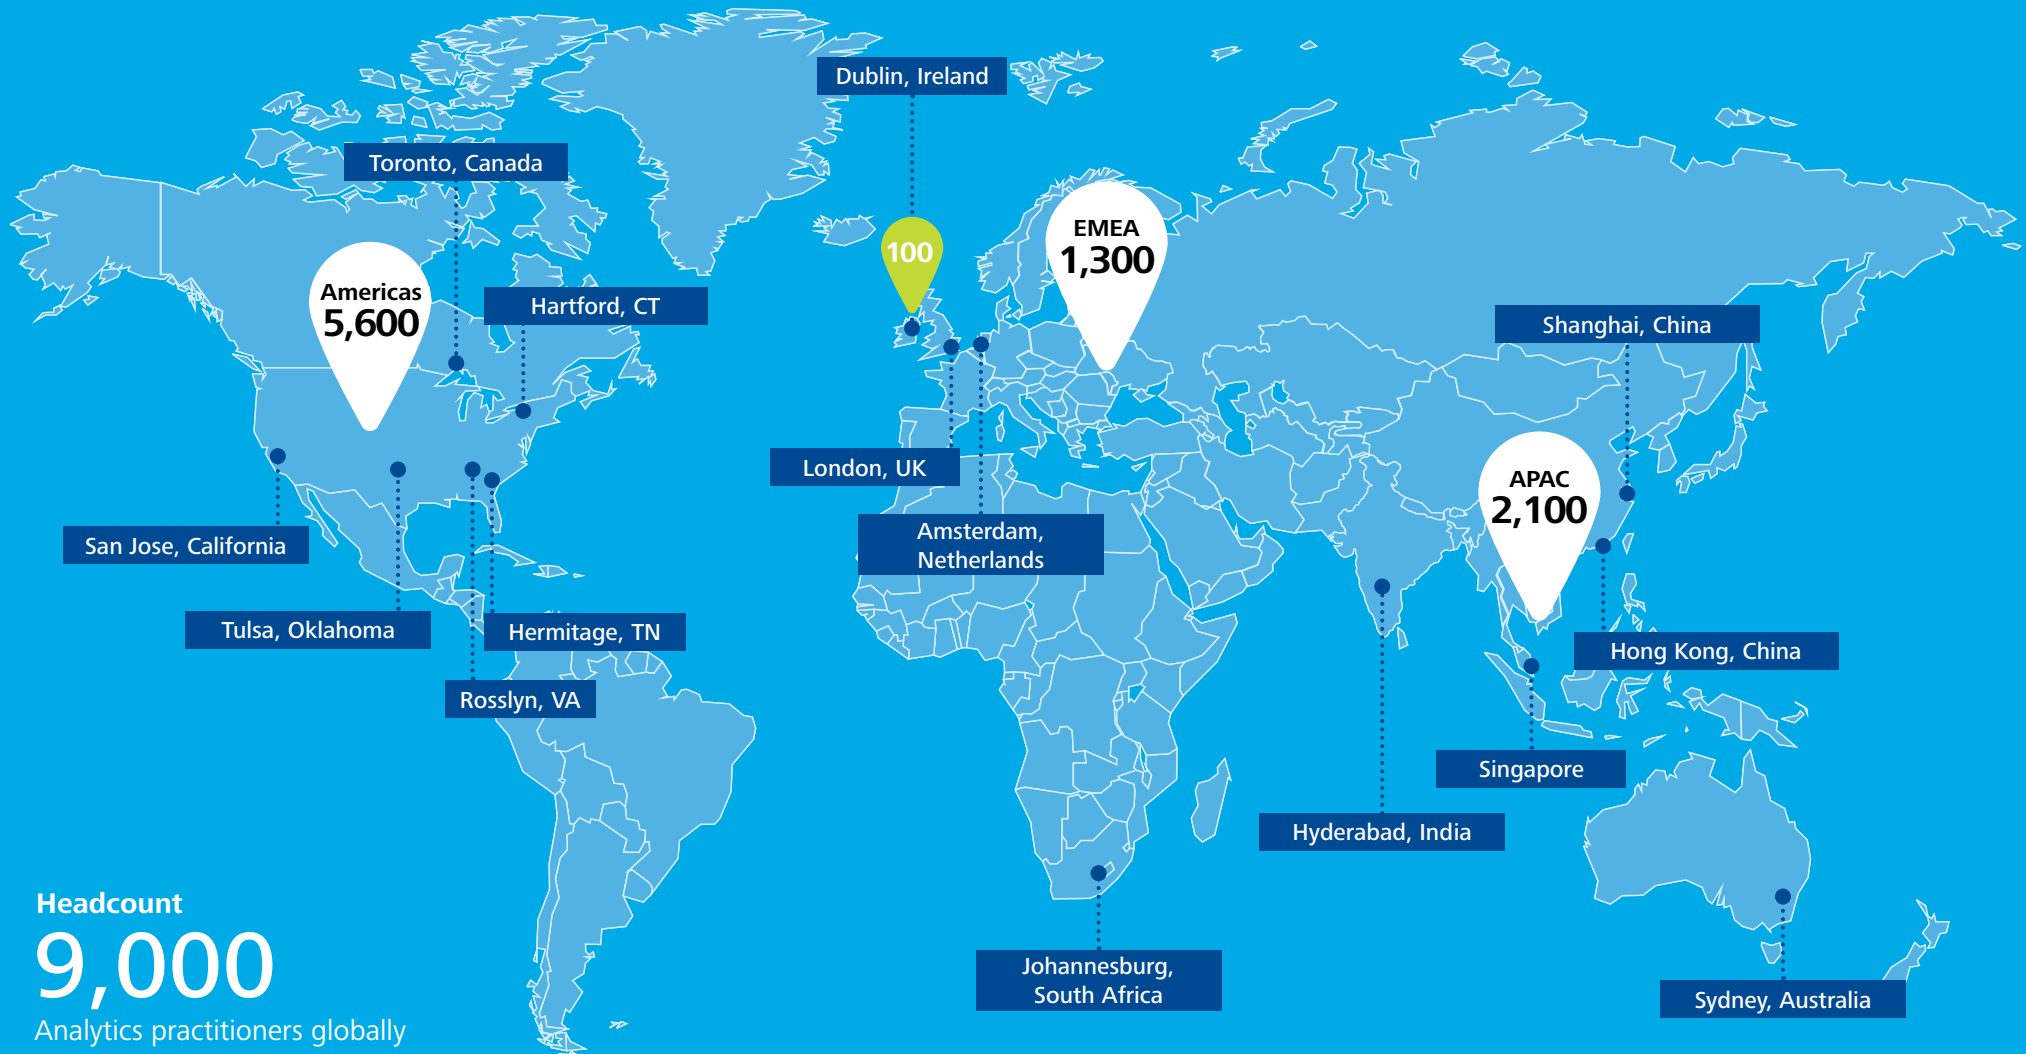 Dublin, Ireland
Toronto, Canada
EMEA
1,300
100
Americas
5,600
Hartford, CT
Shanghai, China
London, UK
APAC
2,100
Amsterdam,
Netherlands
San Jose, California
Tulsa, Oklahoma
Hermitage, TN
Rosslyn, VA
Hong Kong, China
Singapore
Hyderabad, India
Johannesburg,
South Africa
Sydney, Australia
Headcount
9,000
Analytics practitioners globally